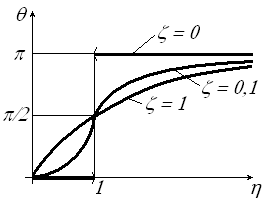 θ
π
ζ = 0
π/2
ζ = 0,1
ζ = 1
1
η